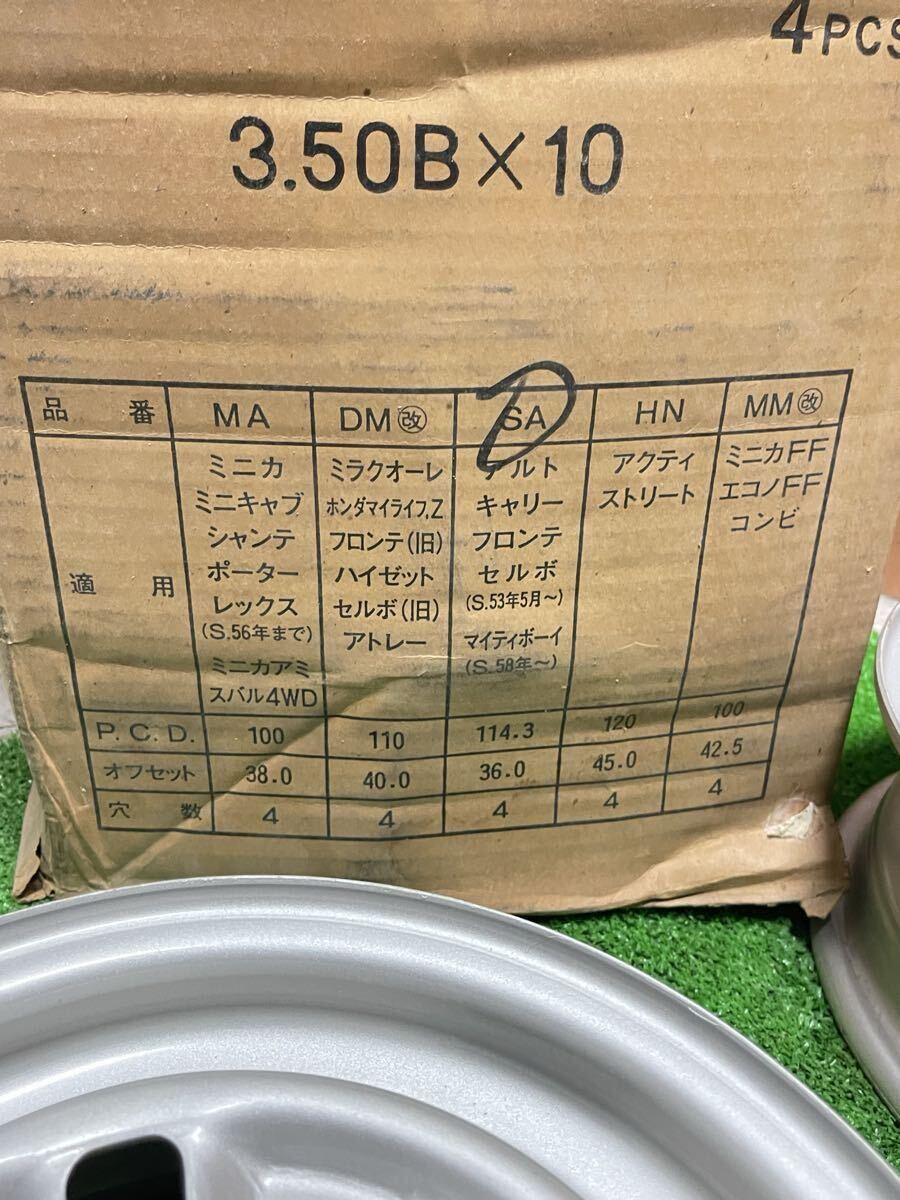 4PCS
3.50B×10
品番 MA DM㊥改 SA HN MM㊥改
適用
ミニカ
ミニキャブ
シャンテ
ポーター
レックス
(S.56年まで)
ミニカアミ
スバル4WD
ミラクオーレ
ホンダマイライフ,Z
フロンテ(旧)
ハイゼット
セルボ(旧)
アトレー
アルト
キャリー
フロンテ
セルボ
(S.53年5月〜)
マイティボーイ
(S.58年〜)
アクティ
ストリート
ミニカFF
エコノFF
コンビ
P.C.D. 100 110 114.3 120 100
オフセット 38.0 40.0 36.0 45.0 42.5
穴数 4 4 4 4 4